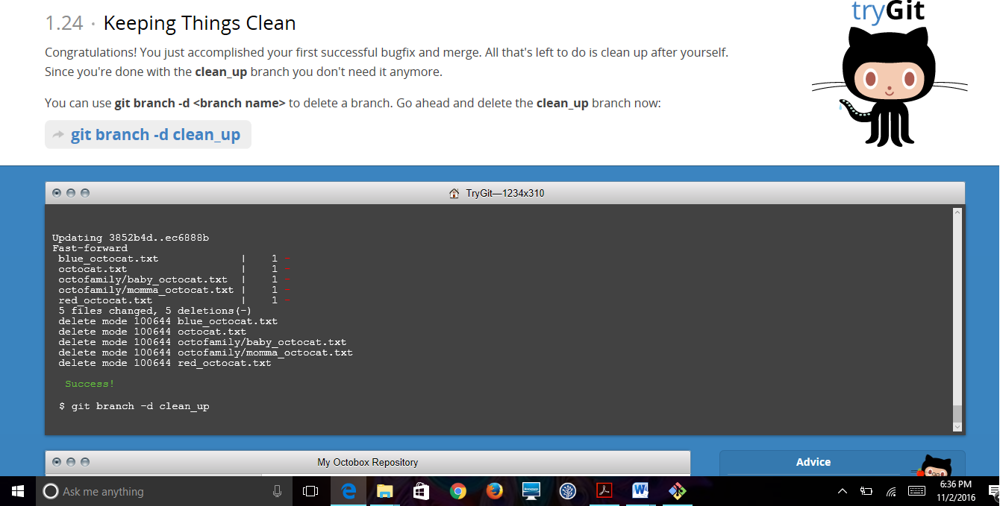 tryGit
1.24 · Keeping Things Clean
Congratulations! You just accomplished your first successful bugfix and merge. All that's left to do is clean up after yourself.
Since you're done with the clean_up branch you don't need it anymore.
You can use git branch -d <branch name> to delete a branch. Go ahead and delete the clean_up branch now:
git branch -d clean_up
TryGit—1234x310
Updating 3852b4d..ec6888b
Fast-forward
blue_octocat.txt | 1 -
octocat.txt | 1 -
octofamily/baby_octocat.txt | 1 -
octofamily/momma_octocat.txt | 1 -
red_octocat.txt | 1 -
5 files changed, 5 deletions(-)
delete mode 100644 blue_octocat.txt
delete mode 100644 octocat.txt
delete mode 100644 octofamily/baby_octocat.txt
delete mode 100644 octofamily/momma_octocat.txt
delete mode 100644 red_octocat.txt
Success!
$ git branch -d clean_up
My Octobox Repository
Advice
Ask me anything
6:36 PM
11/2/2016